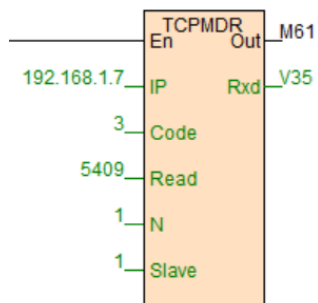 TCPMDR
En Out M61
192.168.1.7 IP Rxd V35
3 Code
5409 Read
1 N
1 Slave